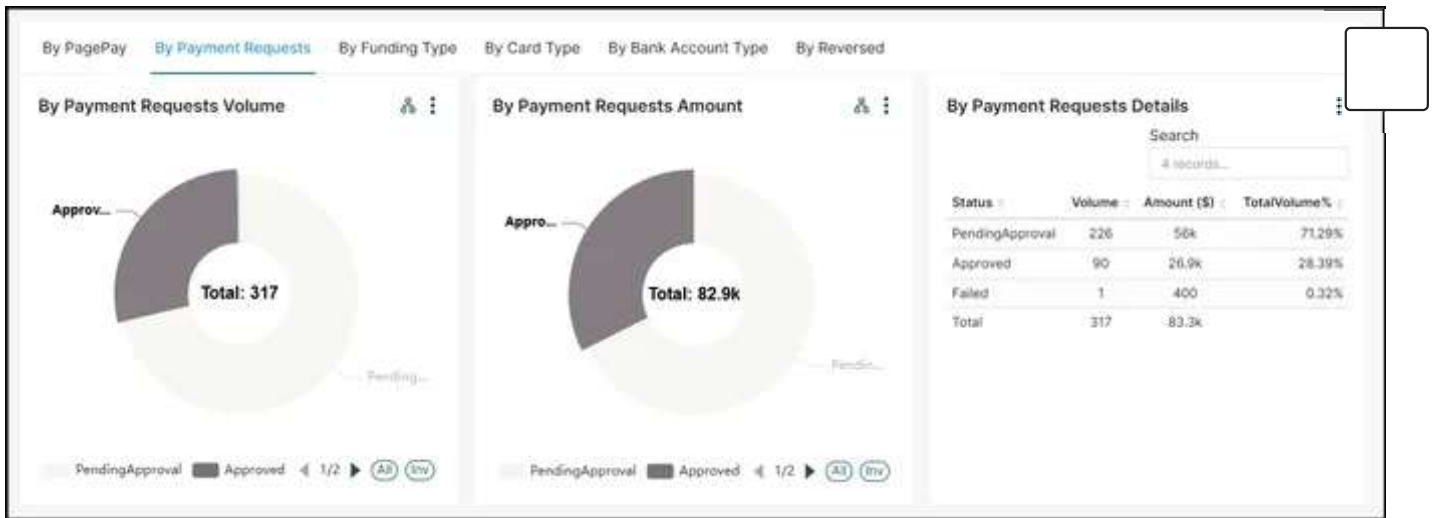 By PagePay By Payment Requests By Funding Type By Card Type By Bank Account Type By Reversed
By Payment Requests Volume
Approv...
Total: 317
Pending...
PendingApproval Approved 1/2 All Inv
By Payment Requests Amount
Appro...
Total: 82.9k
Pendin...
PendingApproval Approved 1/2 All Inv
By Payment Requests Details
Search
4 records...
Status Volume Amount ($) TotalVolume%
PendingApproval 226 56k 71.29%
Approved 90 26.9k 28.39%
Failed 1 400 0.32%
Total 317 83.3k